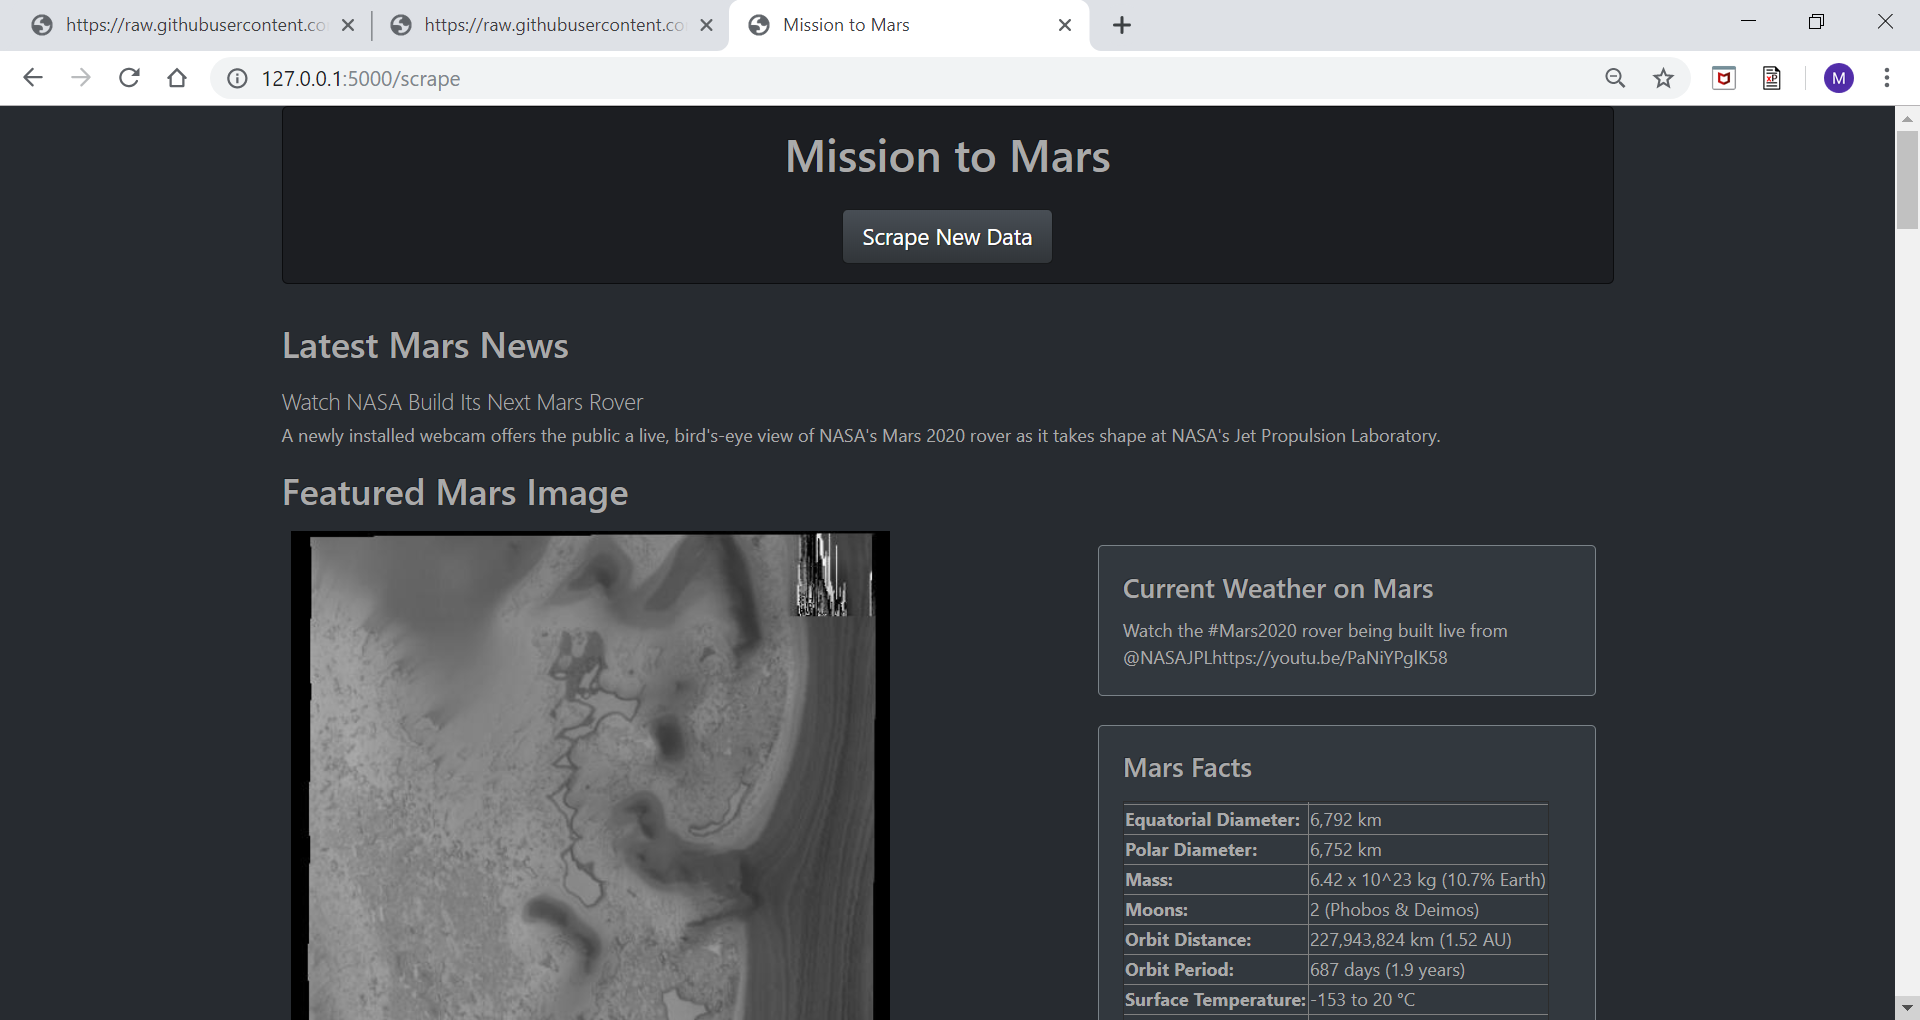 https://raw.githubusercontent.co
https://raw.githubusercontent.co
Mission to Mars
127.0.0.1:5000/scrape
M
Mission to Mars
Scrape New Data
Latest Mars News
Watch NASA Build Its Next Mars Rover
A newly installed webcam offers the public a live, bird's-eye view of NASA's Mars 2020 rover as it takes shape at NASA's Jet Propulsion Laboratory.
Featured Mars Image
Current Weather on Mars
Watch the #Mars2020 rover being built live from
@NASAJPLhttps://youtu.be/PaNiYPglK58
Mars Facts
Equatorial Diameter: 6,792 km
Polar Diameter: 6,752 km
Mass: 6.42 x 10^23 kg (10.7% Earth)
Moons: 2 (Phobos & Deimos)
Orbit Distance: 227,943,824 km (1.52 AU)
Orbit Period: 687 days (1.9 years)
Surface Temperature: -153 to 20 °C